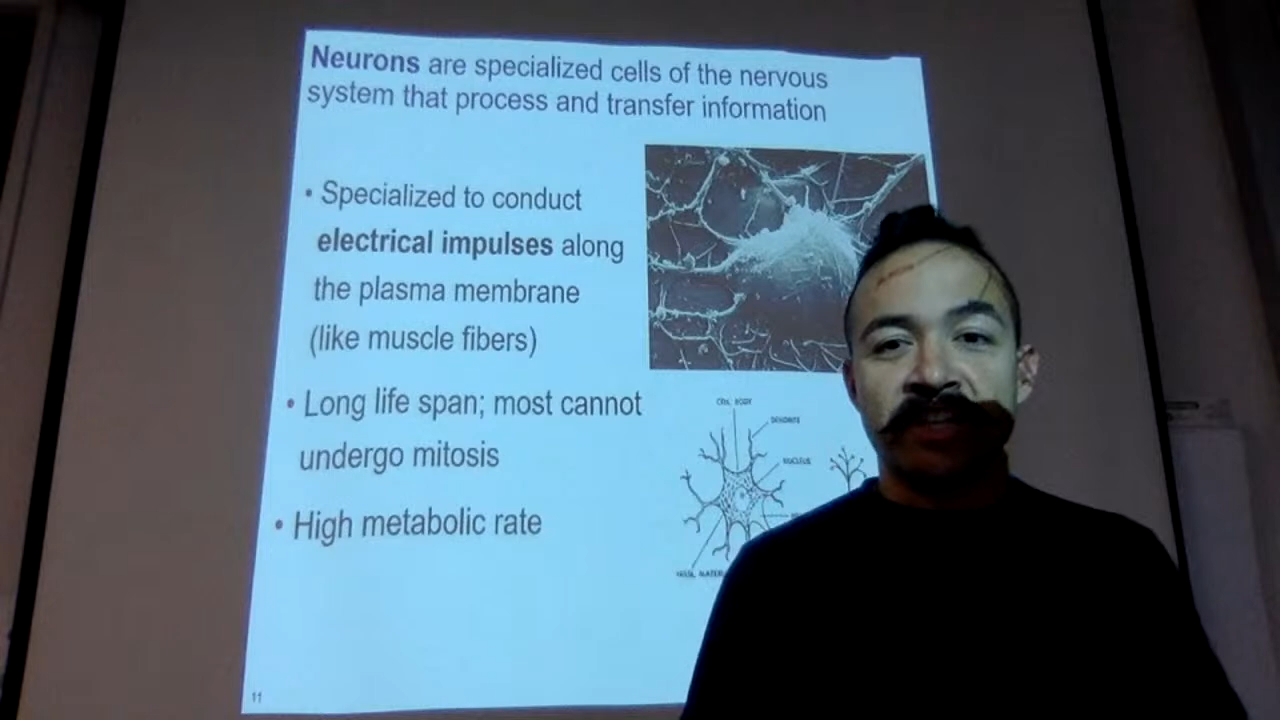 Neurons are specialized cells of the nervous
system that process and transfer information
• Specialized to conduct
electrical impulses along
the plasma membrane
(like muscle fibers)
• Long life span; most cannot
undergo mitosis
• High metabolic rate
CELL BODY
DENDRITE
NUCLEUS
NISSL
11